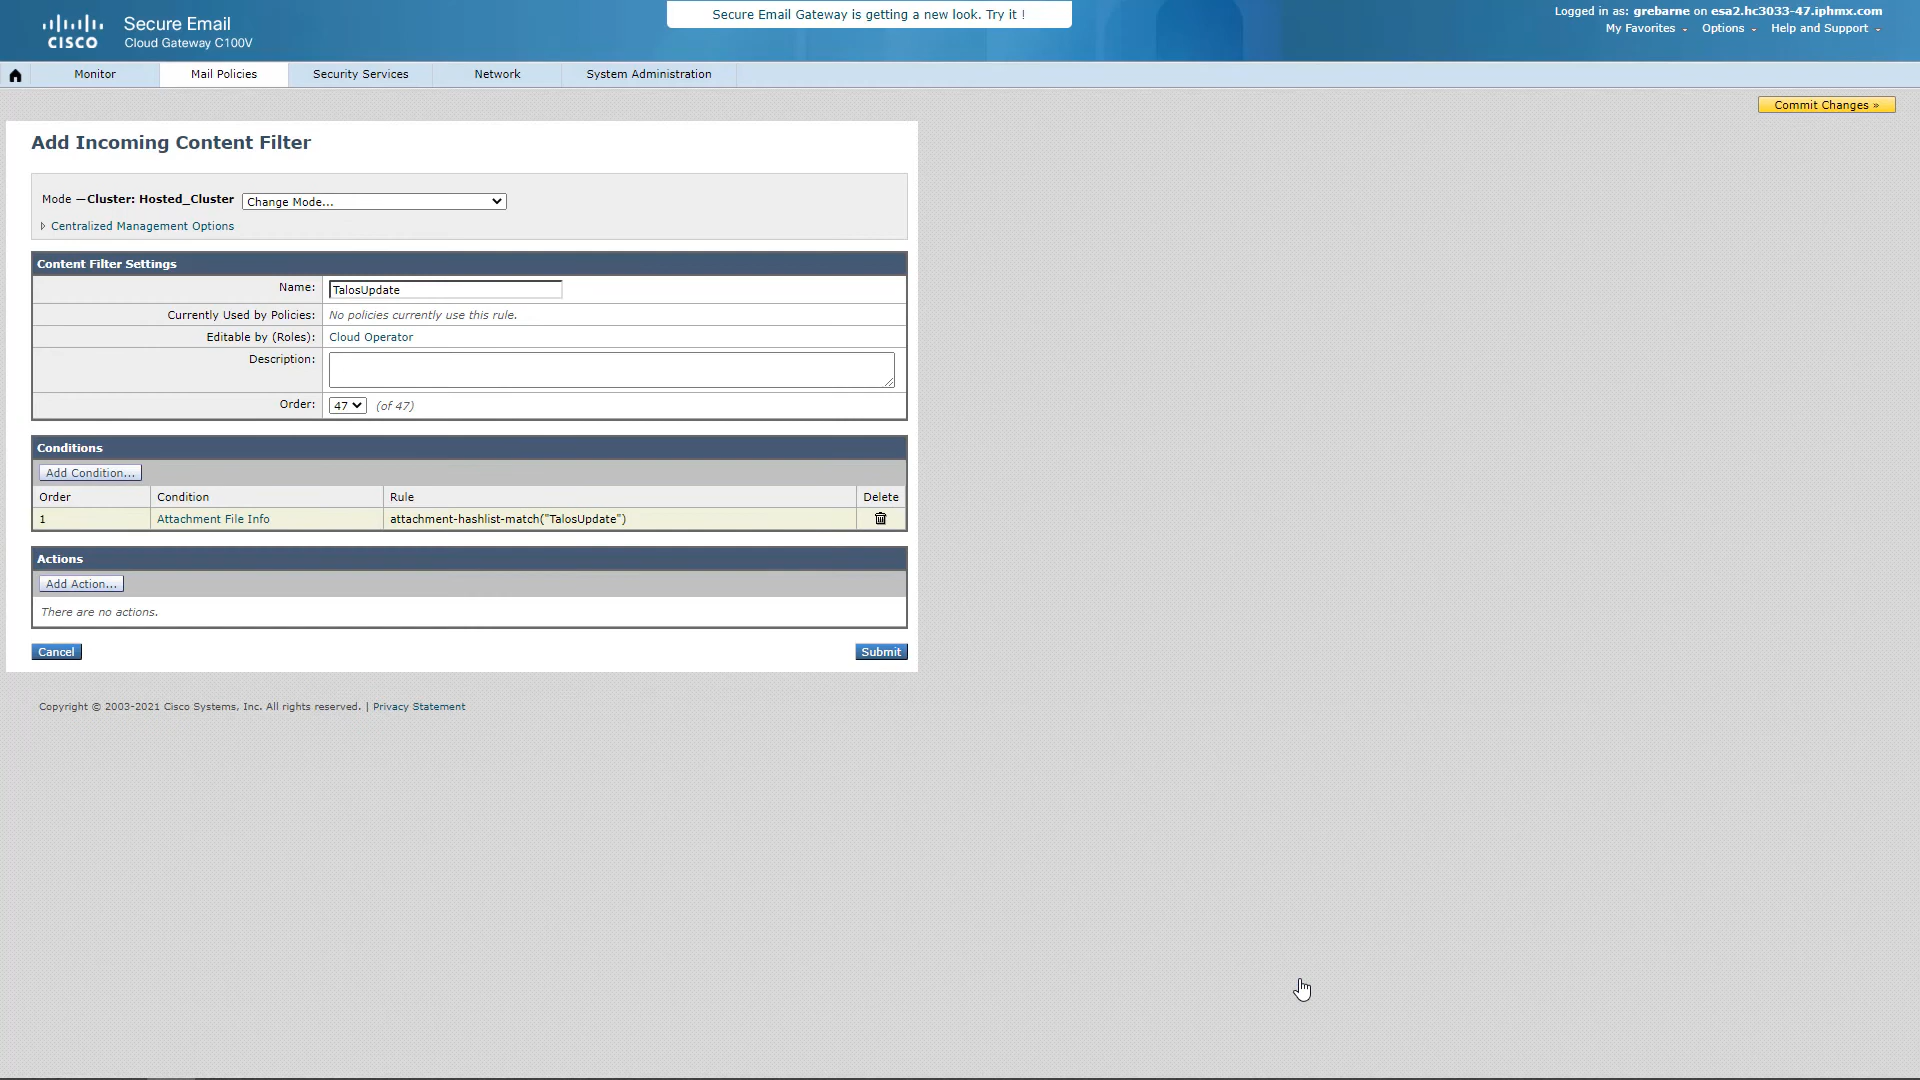 Secure Email Gateway is getting a new look. Try it !
Logged in as: grebarne on esa2.hc3033-47.iphmx.com
My Favorites Options Help and Support
CISCO
Secure Email
Cloud Gateway C100V
Monitor Mail Policies Security Services Network System Administration
Commit Changes »
Add Incoming Content Filter
Mode —Cluster: Hosted_Cluster Change Mode...
Centralized Management Options
Content Filter Settings
Name: TalosUpdate
Currently Used by Policies: No policies currently use this rule.
Editable by (Roles): Cloud Operator
Description:
Order: 47 (of 47)
Conditions
Add Condition...
Order Condition Rule Delete
1 Attachment File Info attachment-hashlist-match("TalosUpdate")
Actions
Add Action...
There are no actions.
Cancel Submit
Copyright © 2003-2021 Cisco Systems, Inc. All rights reserved. | Privacy Statement